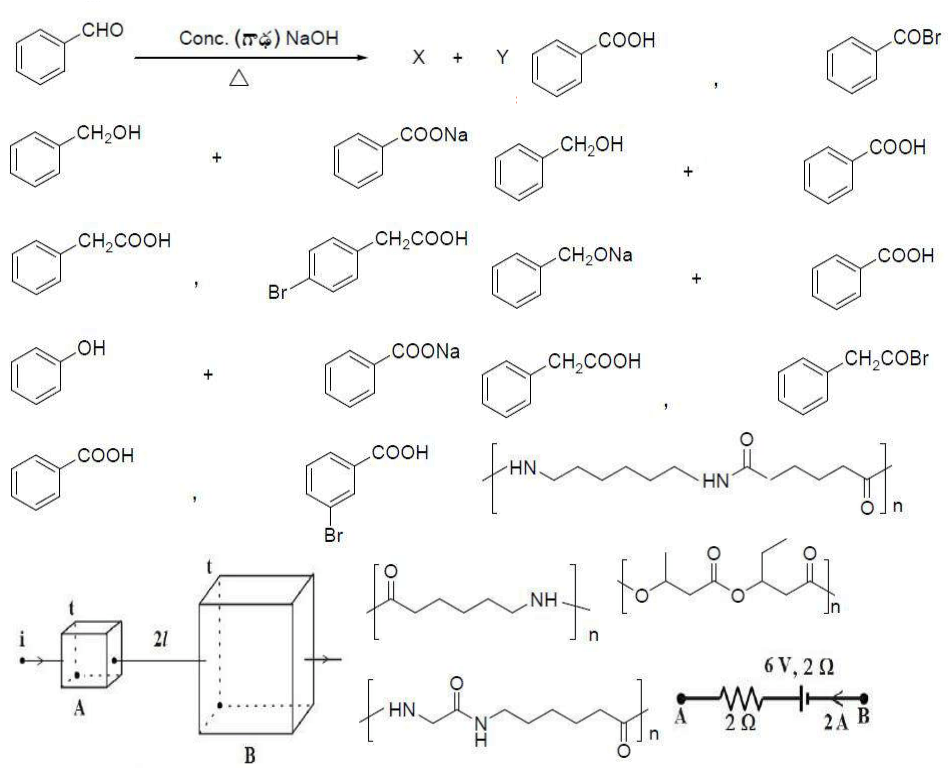 CHO Conc. (గాఢ) NaOH X + Y COOH , COBr
△
CH₂OH + COONa CH₂OH + COOH
CH₂COOH , Br CH₂COOH CH₂ONa + COOH
OH + COONa CH₂COOH , CH₂COBr
COOH , COOH Br HN HN O O n
i t A 2l t B
O NH n
O O O O n
HN O N H O n
6 V, 2 Ω
A 2 Ω 2A B